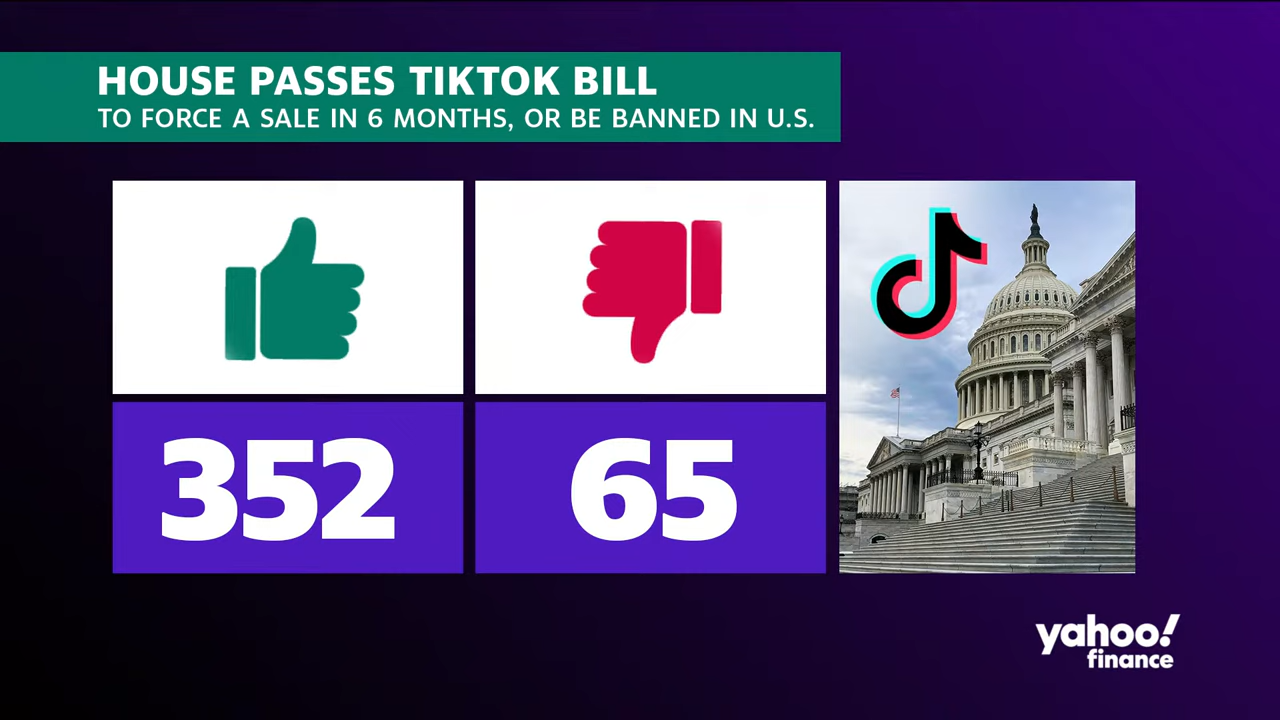 HOUSE PASSES TIKTOK BILL
TO FORCE A SALE IN 6 MONTHS, OR BE BANNED IN U.S.
352
65
yahoo!
finance